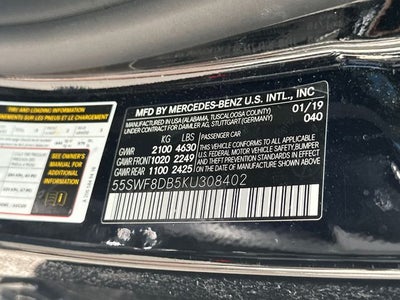 MFD BY MERCEDES-BENZ U.S. INTL., INC
MANUFACTURED IN USA (ALABAMA, TUSCALOOSA COUNTY)
UNDER CONTRACT FOR DAIMLER AG, STUTTGART (GERMANY)
01/19
040
KG LBS PASSENGER CAR
GVWR 2100 4630
GAWR FRONT 1020 2249
GAWR REAR 1100 2425
THIS VEHICLE CONFORMS TO ALL APPLICABLE
U.S. FEDERAL MOTOR VEHICLE SAFETY, BUMPER
AND THEFT PREVENTION STANDARDS IN EFFECT
ON THE DATE OF MANUFACTURE SHOWN ABOVE.
55SWF8DB5KU308402
TIRE AND LOADING INFORMATION
SEE OWNER'S
MANUAL FOR
ADDITIONAL
INFORMATION